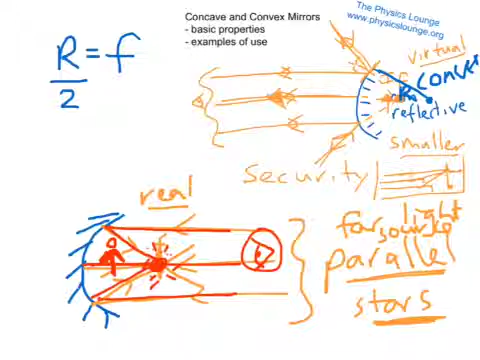 Concave and Convex Mirrors
- basic properties
- examples of use
The Physics Lounge
www.physicslounge.org
R/2 = f
virtual
conve
R
reflective
smaller
security
real
far light
source
parallel
stars